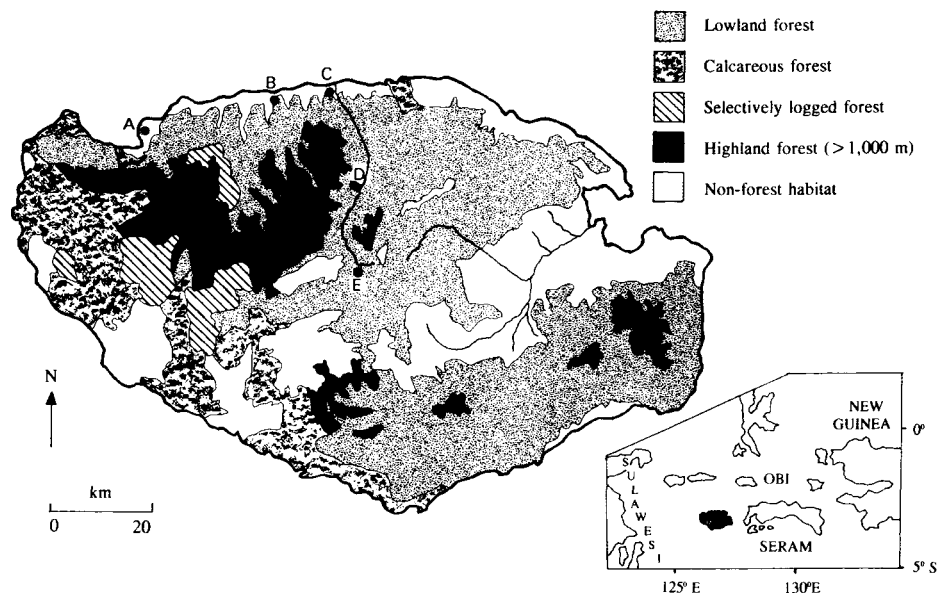 Lowland forest
Calcareous forest
Selectively logged forest
Highland forest (> 1,000 m)
Non-forest habitat
A
B
C
D
E
N
km
0 20
NEW
GUINEA
0°
SULAWESI
OBI
SERAM
5° S
125° E 130°E